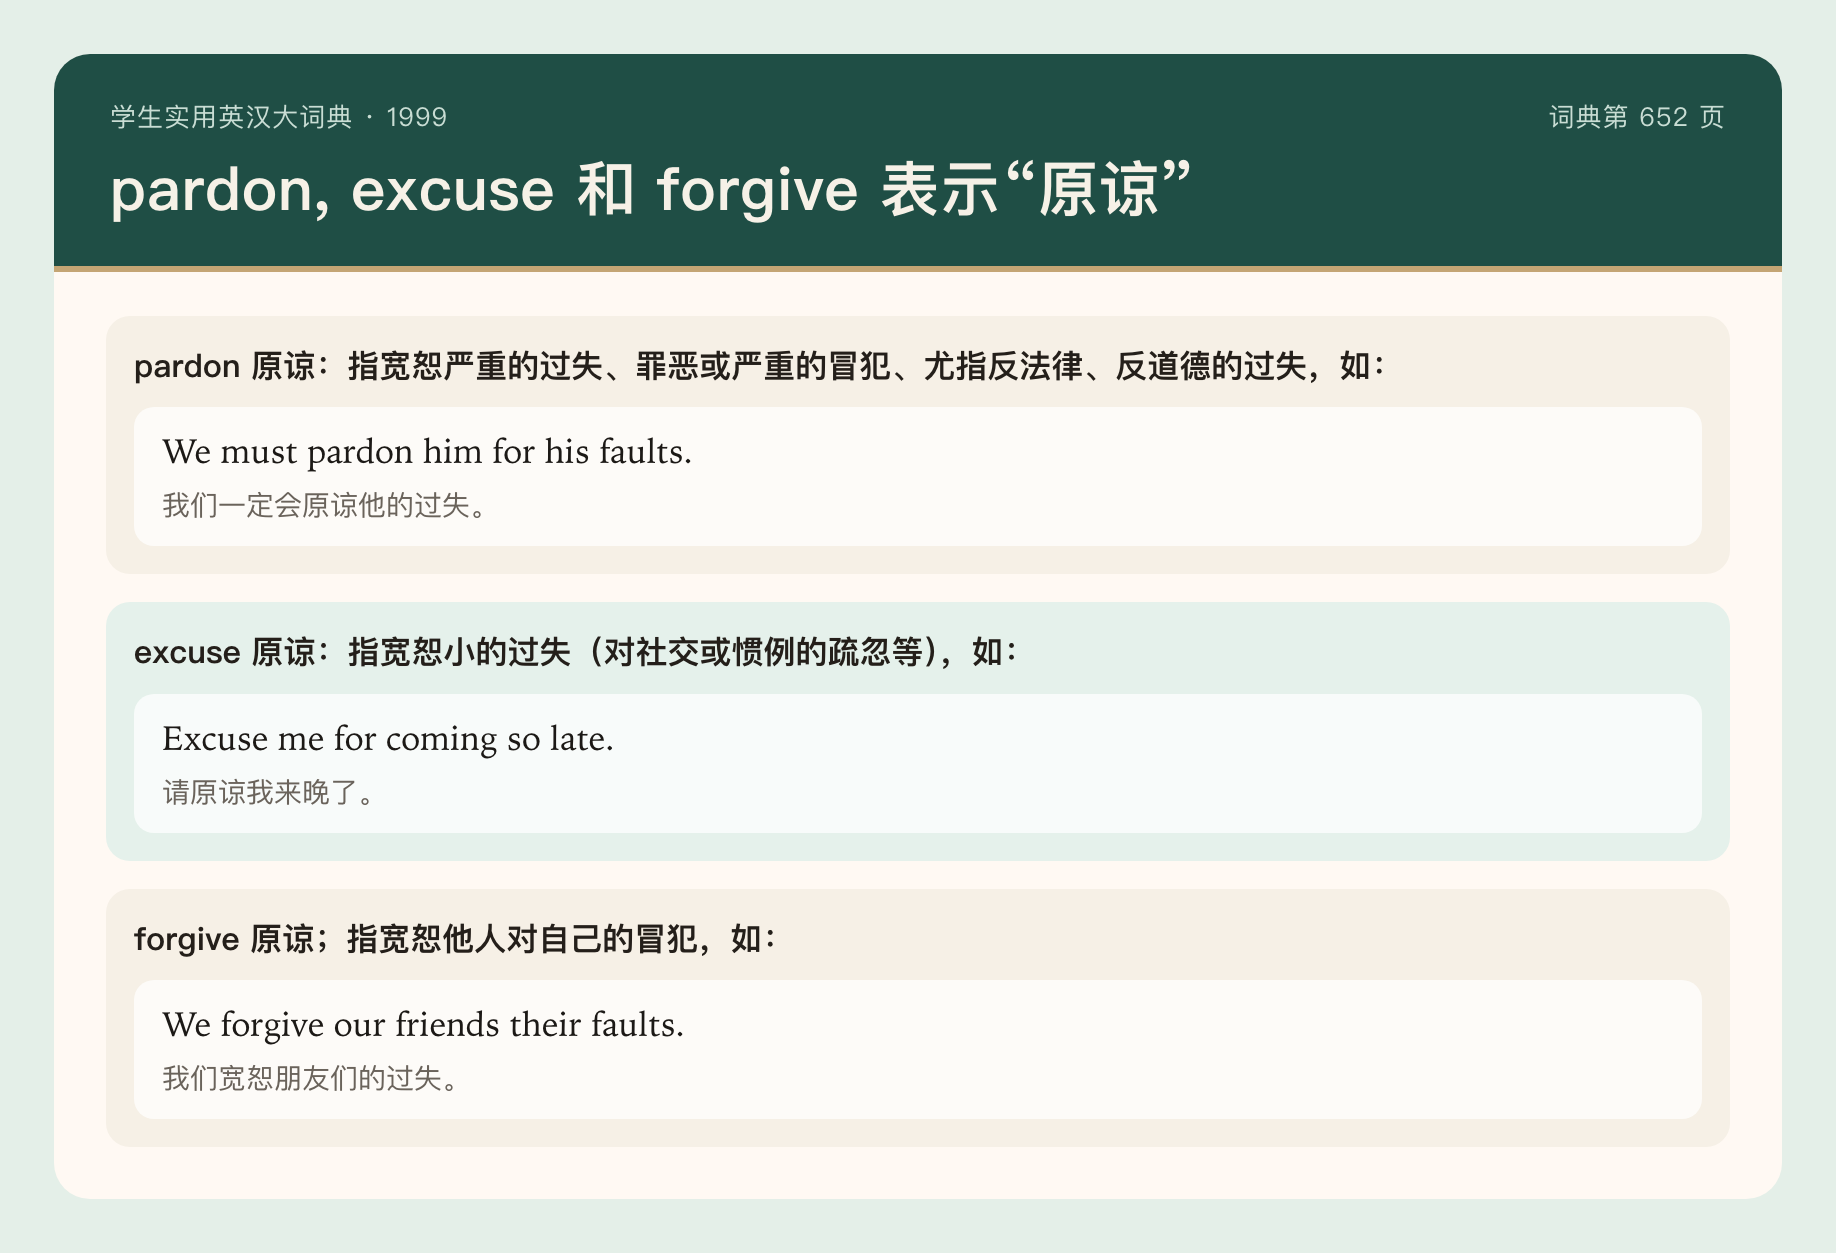 学生实用英汉大词典 · 1999
词典第 652 页
pardon, excuse 和 forgive 表示“原谅”
pardon 原谅：指宽恕严重的过失、罪恶或严重的冒犯、尤指反法律、反道德的过失，如：
We must pardon him for his faults.
我们一定会原谅他的过失。
excuse 原谅：指宽恕小的过失（对社交或惯例的疏忽等），如：
Excuse me for coming so late.
请原谅我来晚了。
forgive 原谅；指宽恕他人对自己的冒犯，如：
We forgive our friends their faults.
我们宽恕朋友们的过失。